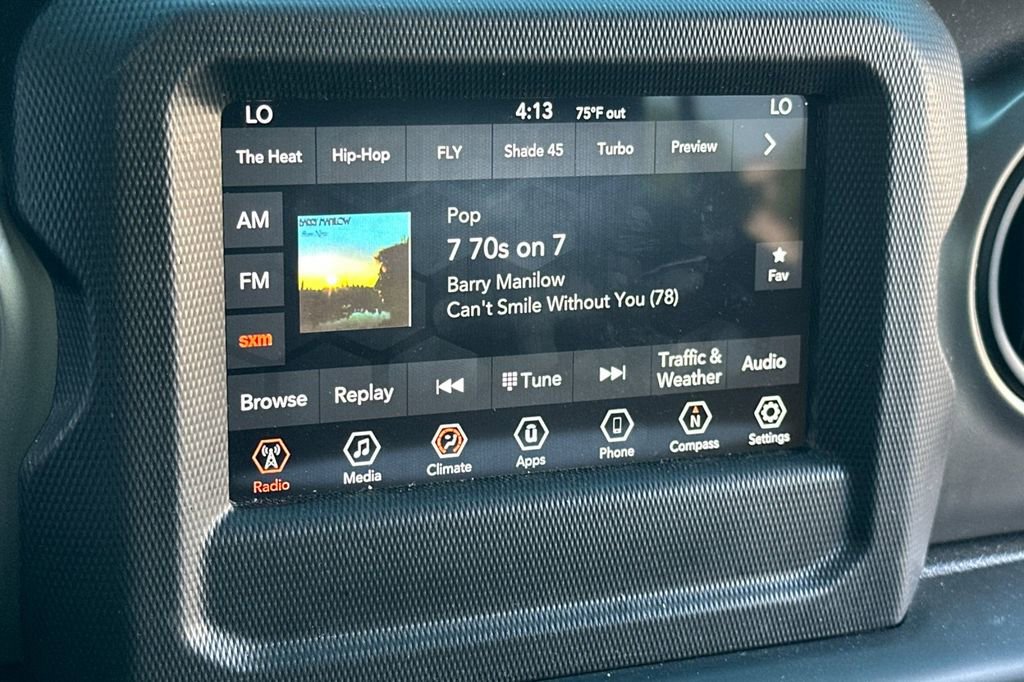 LO 4:13 75°F out LO
The Heat Hip-Hop FLY Shade 45 Turbo Preview
AM
BARRY MANILOW
Pop
7 70s on 7
Fav
FM
Barry Manilow
Can't Smile Without You (78)
sxm
Browse Replay Tune Traffic & Weather Audio
Radio Media Climate Apps Phone N Compass Settings